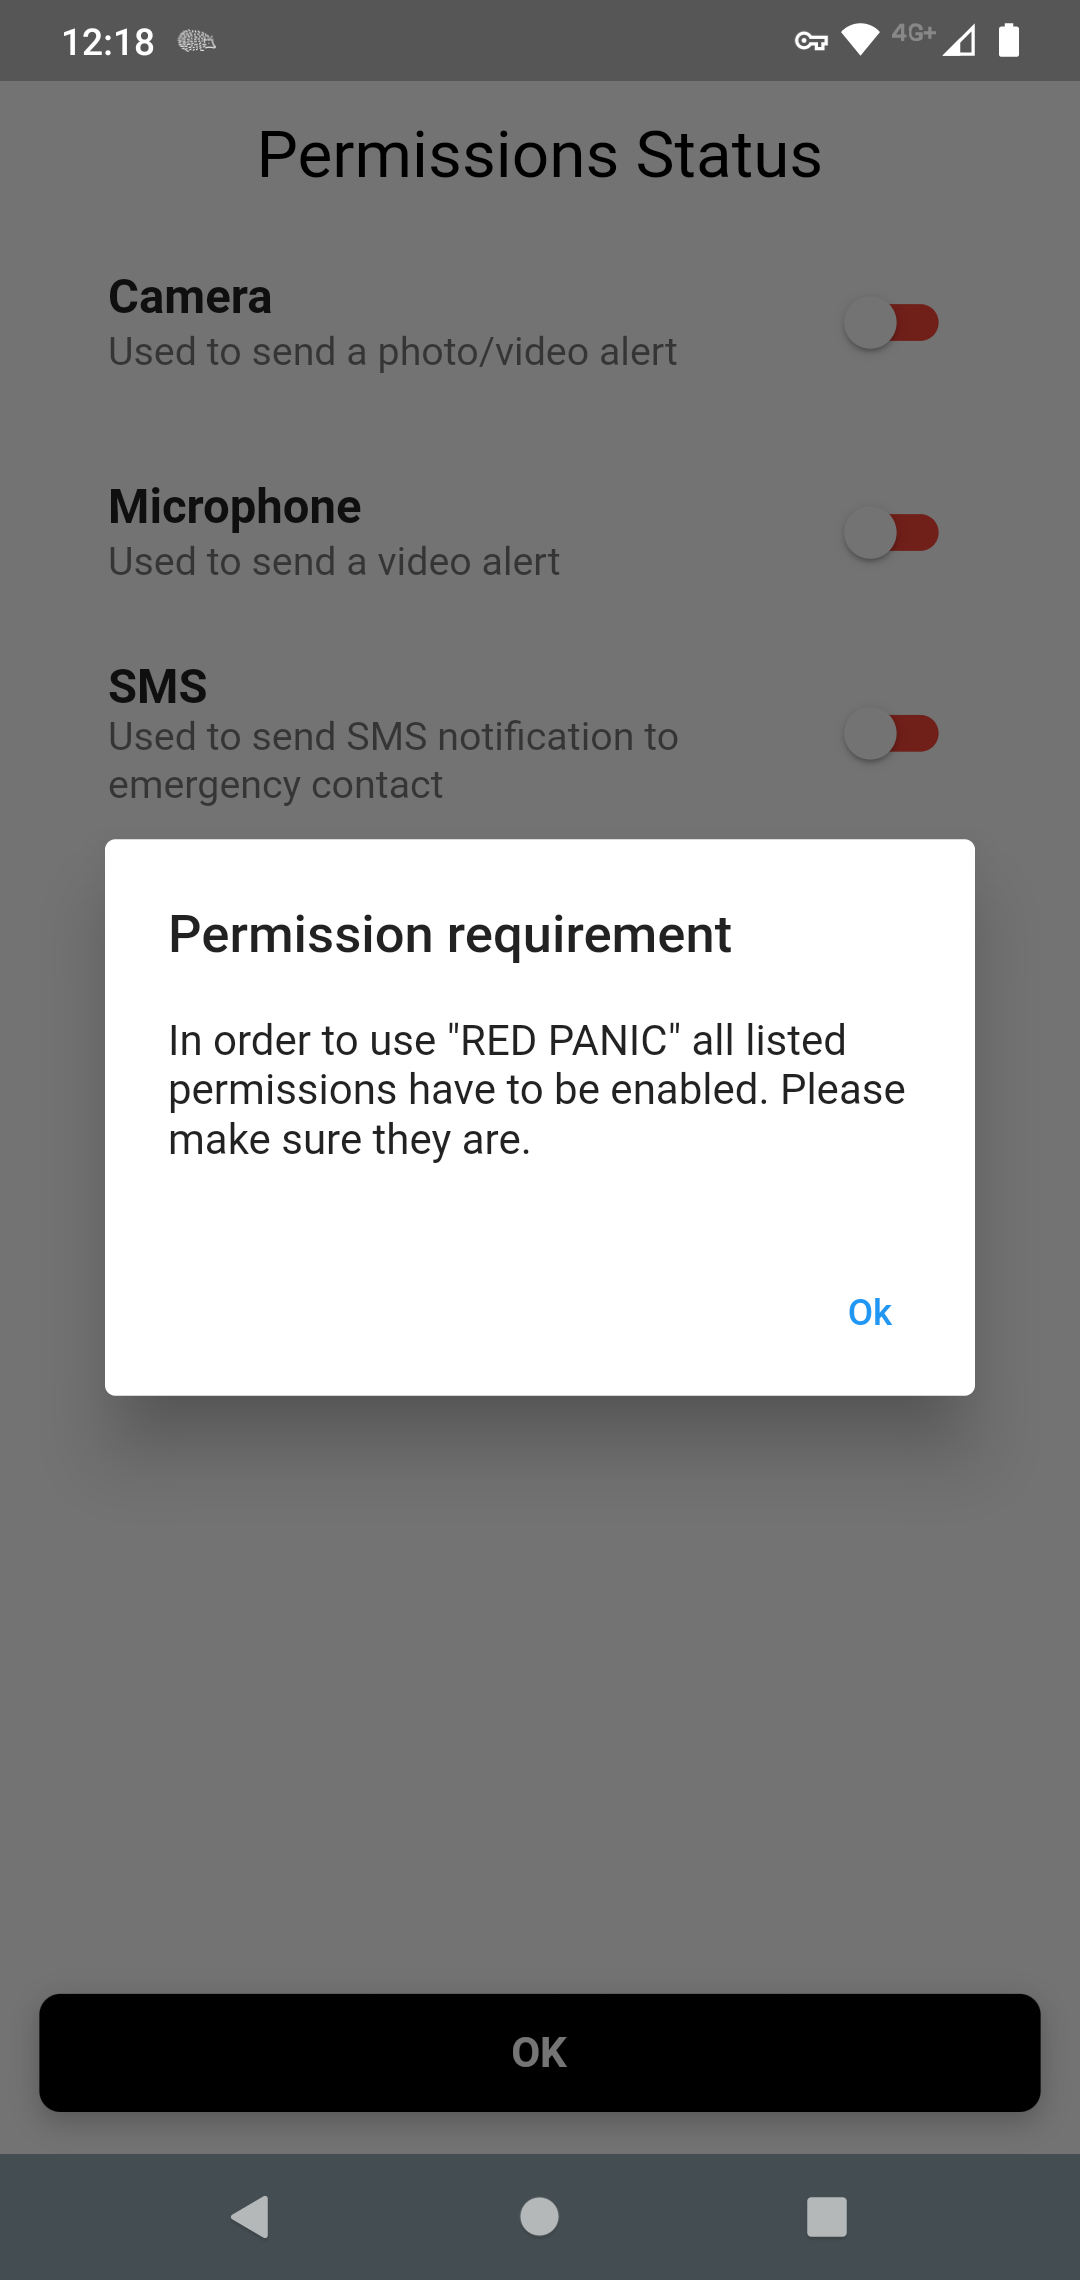 12:18
4G+
Permissions Status
Camera
Used to send a photo/video alert
Microphone
Used to send a video alert
SMS
Used to send SMS notification to
emergency contact
Permission requirement
In order to use "RED PANIC" all listed
permissions have to be enabled. Please
make sure they are.
Ok
OK